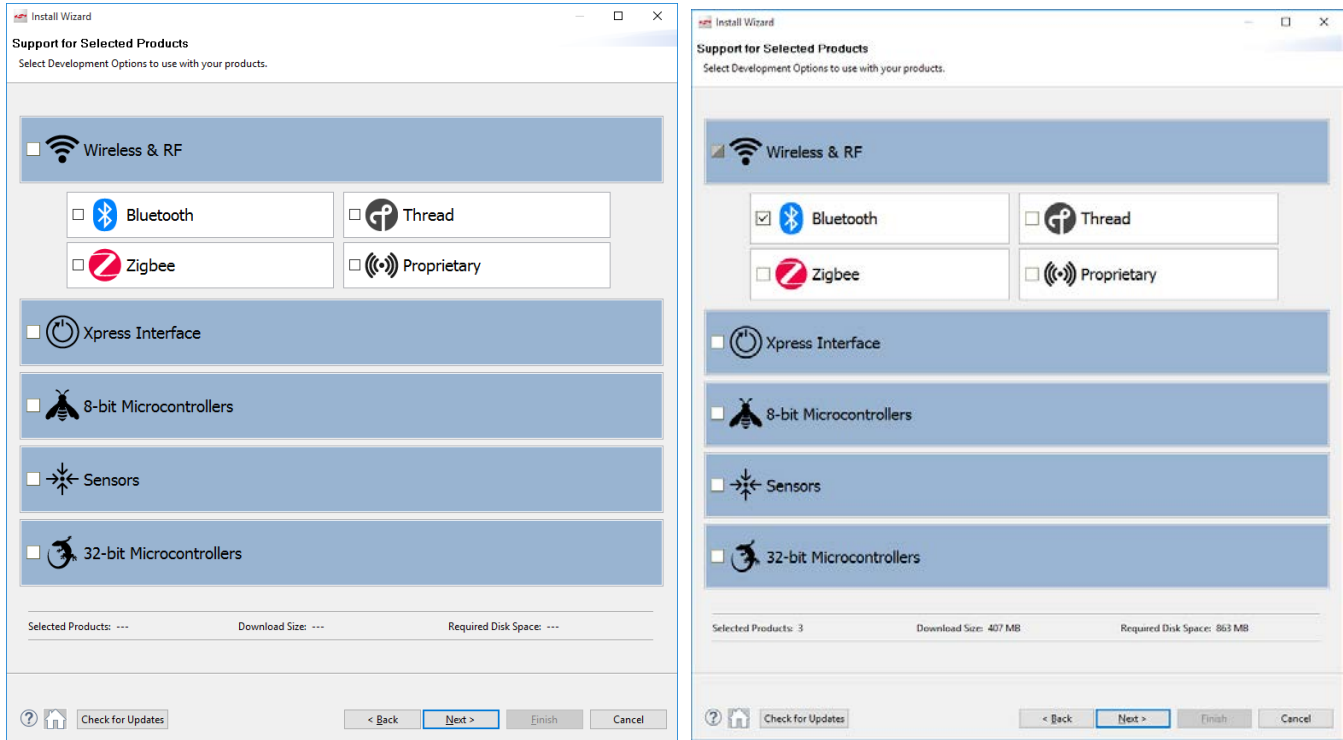 Install Wizard
Support for Selected Products
Select Development Options to use with your products.
Wireless & RF
Bluetooth
Thread
Zigbee
Proprietary
Xpress Interface
8-bit Microcontrollers
Sensors
32-bit Microcontrollers
Selected Products: --- Download Size: --- Required Disk Space: ---
Check for Updates < Back Next > Finish Cancel
Install Wizard
Support for Selected Products
Select Development Options to use with your products.
Wireless & RF
Bluetooth
Thread
Zigbee
Proprietary
Xpress Interface
8-bit Microcontrollers
Sensors
32-bit Microcontrollers
Selected Products: 3 Download Size: 407 MB Required Disk Space: 863 MB
Check for Updates < Back Next > Finish Cancel